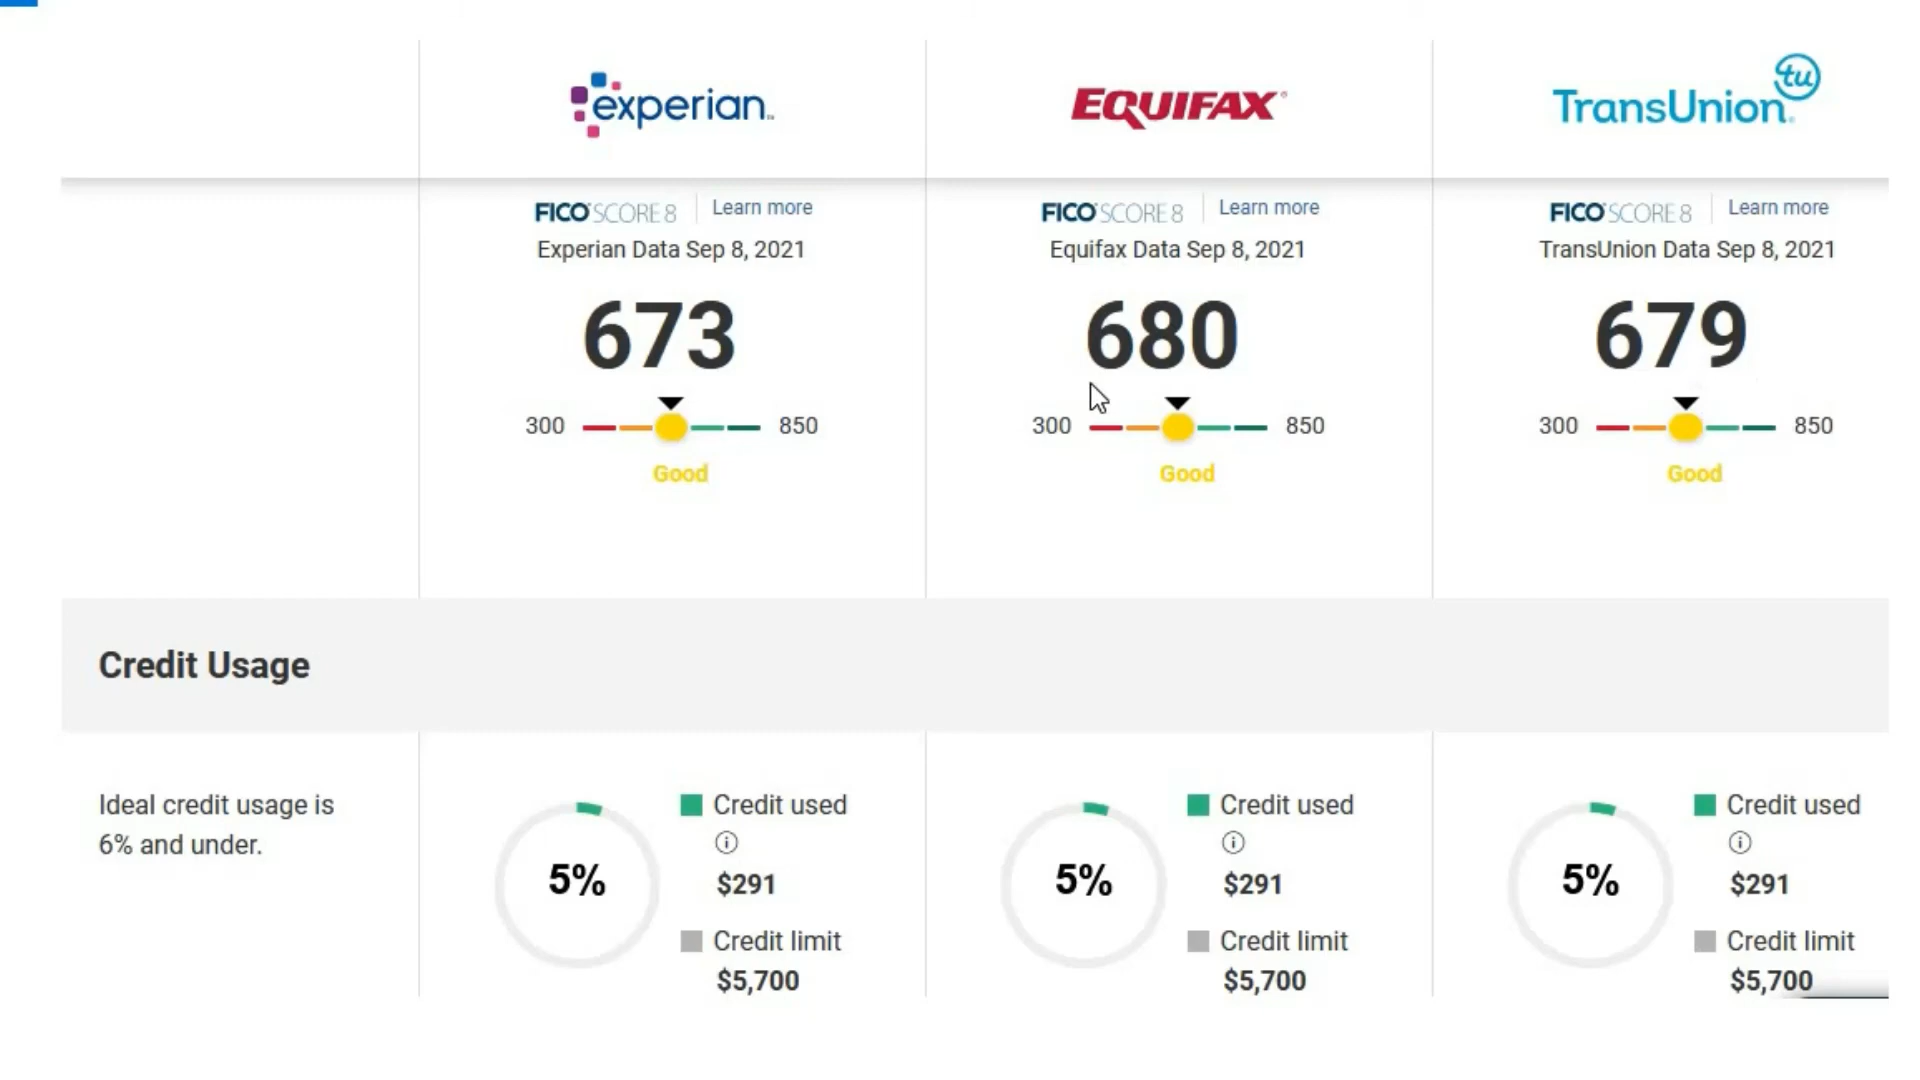 experian.
EQUIFAX
tu
TransUnion.
FICO SCORE 8 Learn more
Experian Data Sep 8, 2021
673
300 850
Good
FICO SCORE 8 Learn more
Equifax Data Sep 8, 2021
680
300 850
Good
FICO SCORE 8 Learn more
TransUnion Data Sep 8, 2021
679
300 850
Good
Credit Usage
Ideal credit usage is
6% and under.
5%
Credit used
$291
Credit limit
$5,700
5%
Credit used
$291
Credit limit
$5,700
5%
Credit used
$291
Credit limit
$5,700